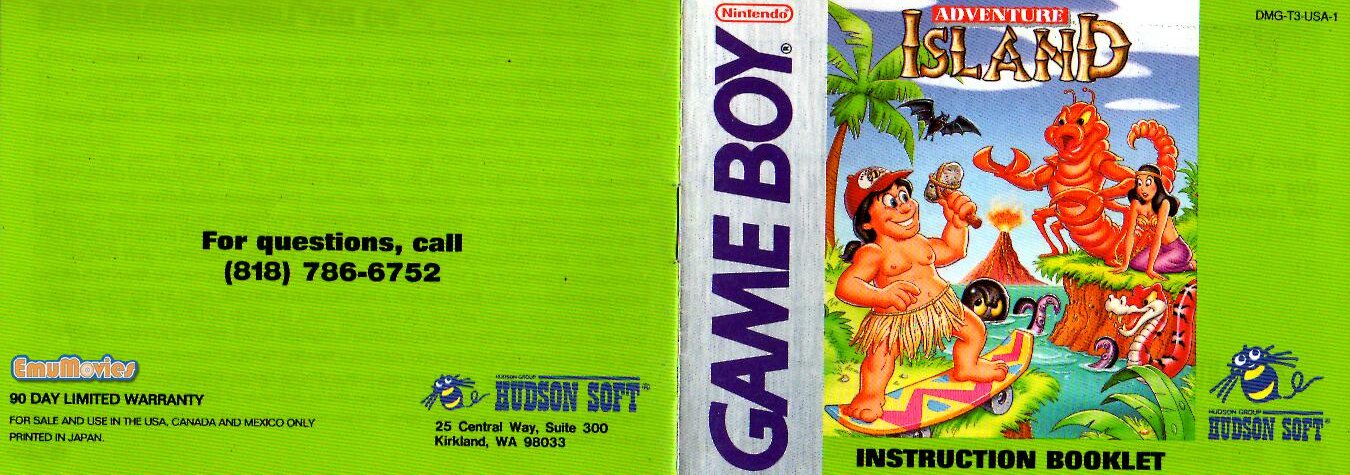 For questions, call
(818) 786-6752
EmuMovies
90 DAY LIMITED WARRANTY
FOR SALE AND USE IN THE USA, CANADA AND MEXICO ONLY
PRINTED IN JAPAN.
HUDSON GROUP
HUDSON SOFT®
25 Central Way, Suite 300
Kirkland, WA 98033
Nintendo®
GAME BOY®
ADVENTURE
ISLAND
DMG-T3-USA-1
HUDSON GROUP
HUDSON SOFT®
INSTRUCTION BOOKLET